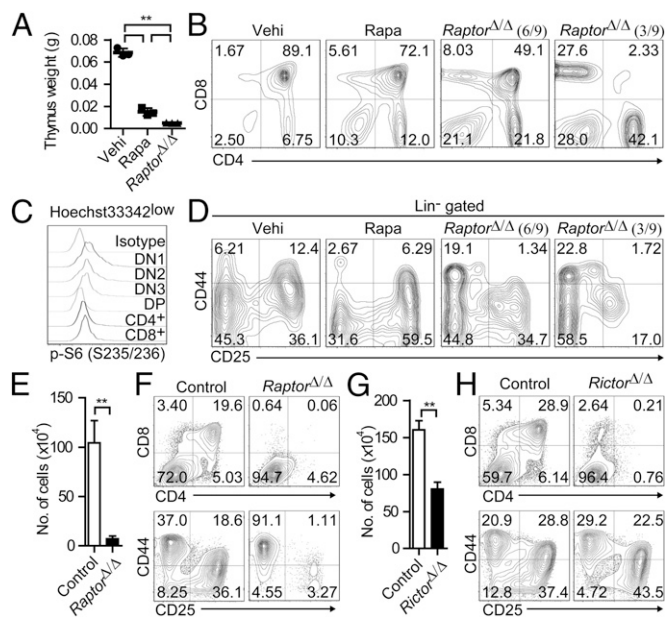 A
**
Thymus weight (g)
0.08
0.06
0.04
0.02
0.00
Vehi
Rapa
RaptorΔ/Δ
B
Vehi
Rapa
RaptorΔ/Δ (6/9)
RaptorΔ/Δ (3/9)
1.67 89.1
5.61 72.1
8.03 49.1
27.6 2.33
CD8
2.50 6.75
10.3 12.0
21.1 21.8
28.0 42.1
CD4
C
Hoechst33342low
Isotype
DN1
DN2
DN3
DP
CD4+
CD8+
p-S6 (S235/236)
D
Lin- gated
Vehi
Rapa
RaptorΔ/Δ (6/9)
RaptorΔ/Δ (3/9)
6.21 12.4
2.67 6.29
19.1 1.34
22.8 1.72
CD44
45.3 36.1
31.6 59.5
44.8 34.7
58.5 17.0
CD25
E
**
No. of cells (x10⁴)
150
100
50
0
Control
RaptorΔ/Δ
F
Control
RaptorΔ/Δ
3.40 19.6
0.64 0.06
CD8
72.0 5.03
94.7 4.62
CD4
37.0 18.6
91.1 1.11
CD44
8.25 36.1
4.55 3.27
CD25
G
**
No. of cells (x10⁴)
200
150
100
50
0
Control
RictorΔ/Δ
H
Control
RictorΔ/Δ
5.34 28.9
2.64 0.21
CD8
59.7 6.14
96.4 0.76
CD4
20.9 28.8
29.2 22.5
CD44
12.8 37.4
4.72 43.5
CD25